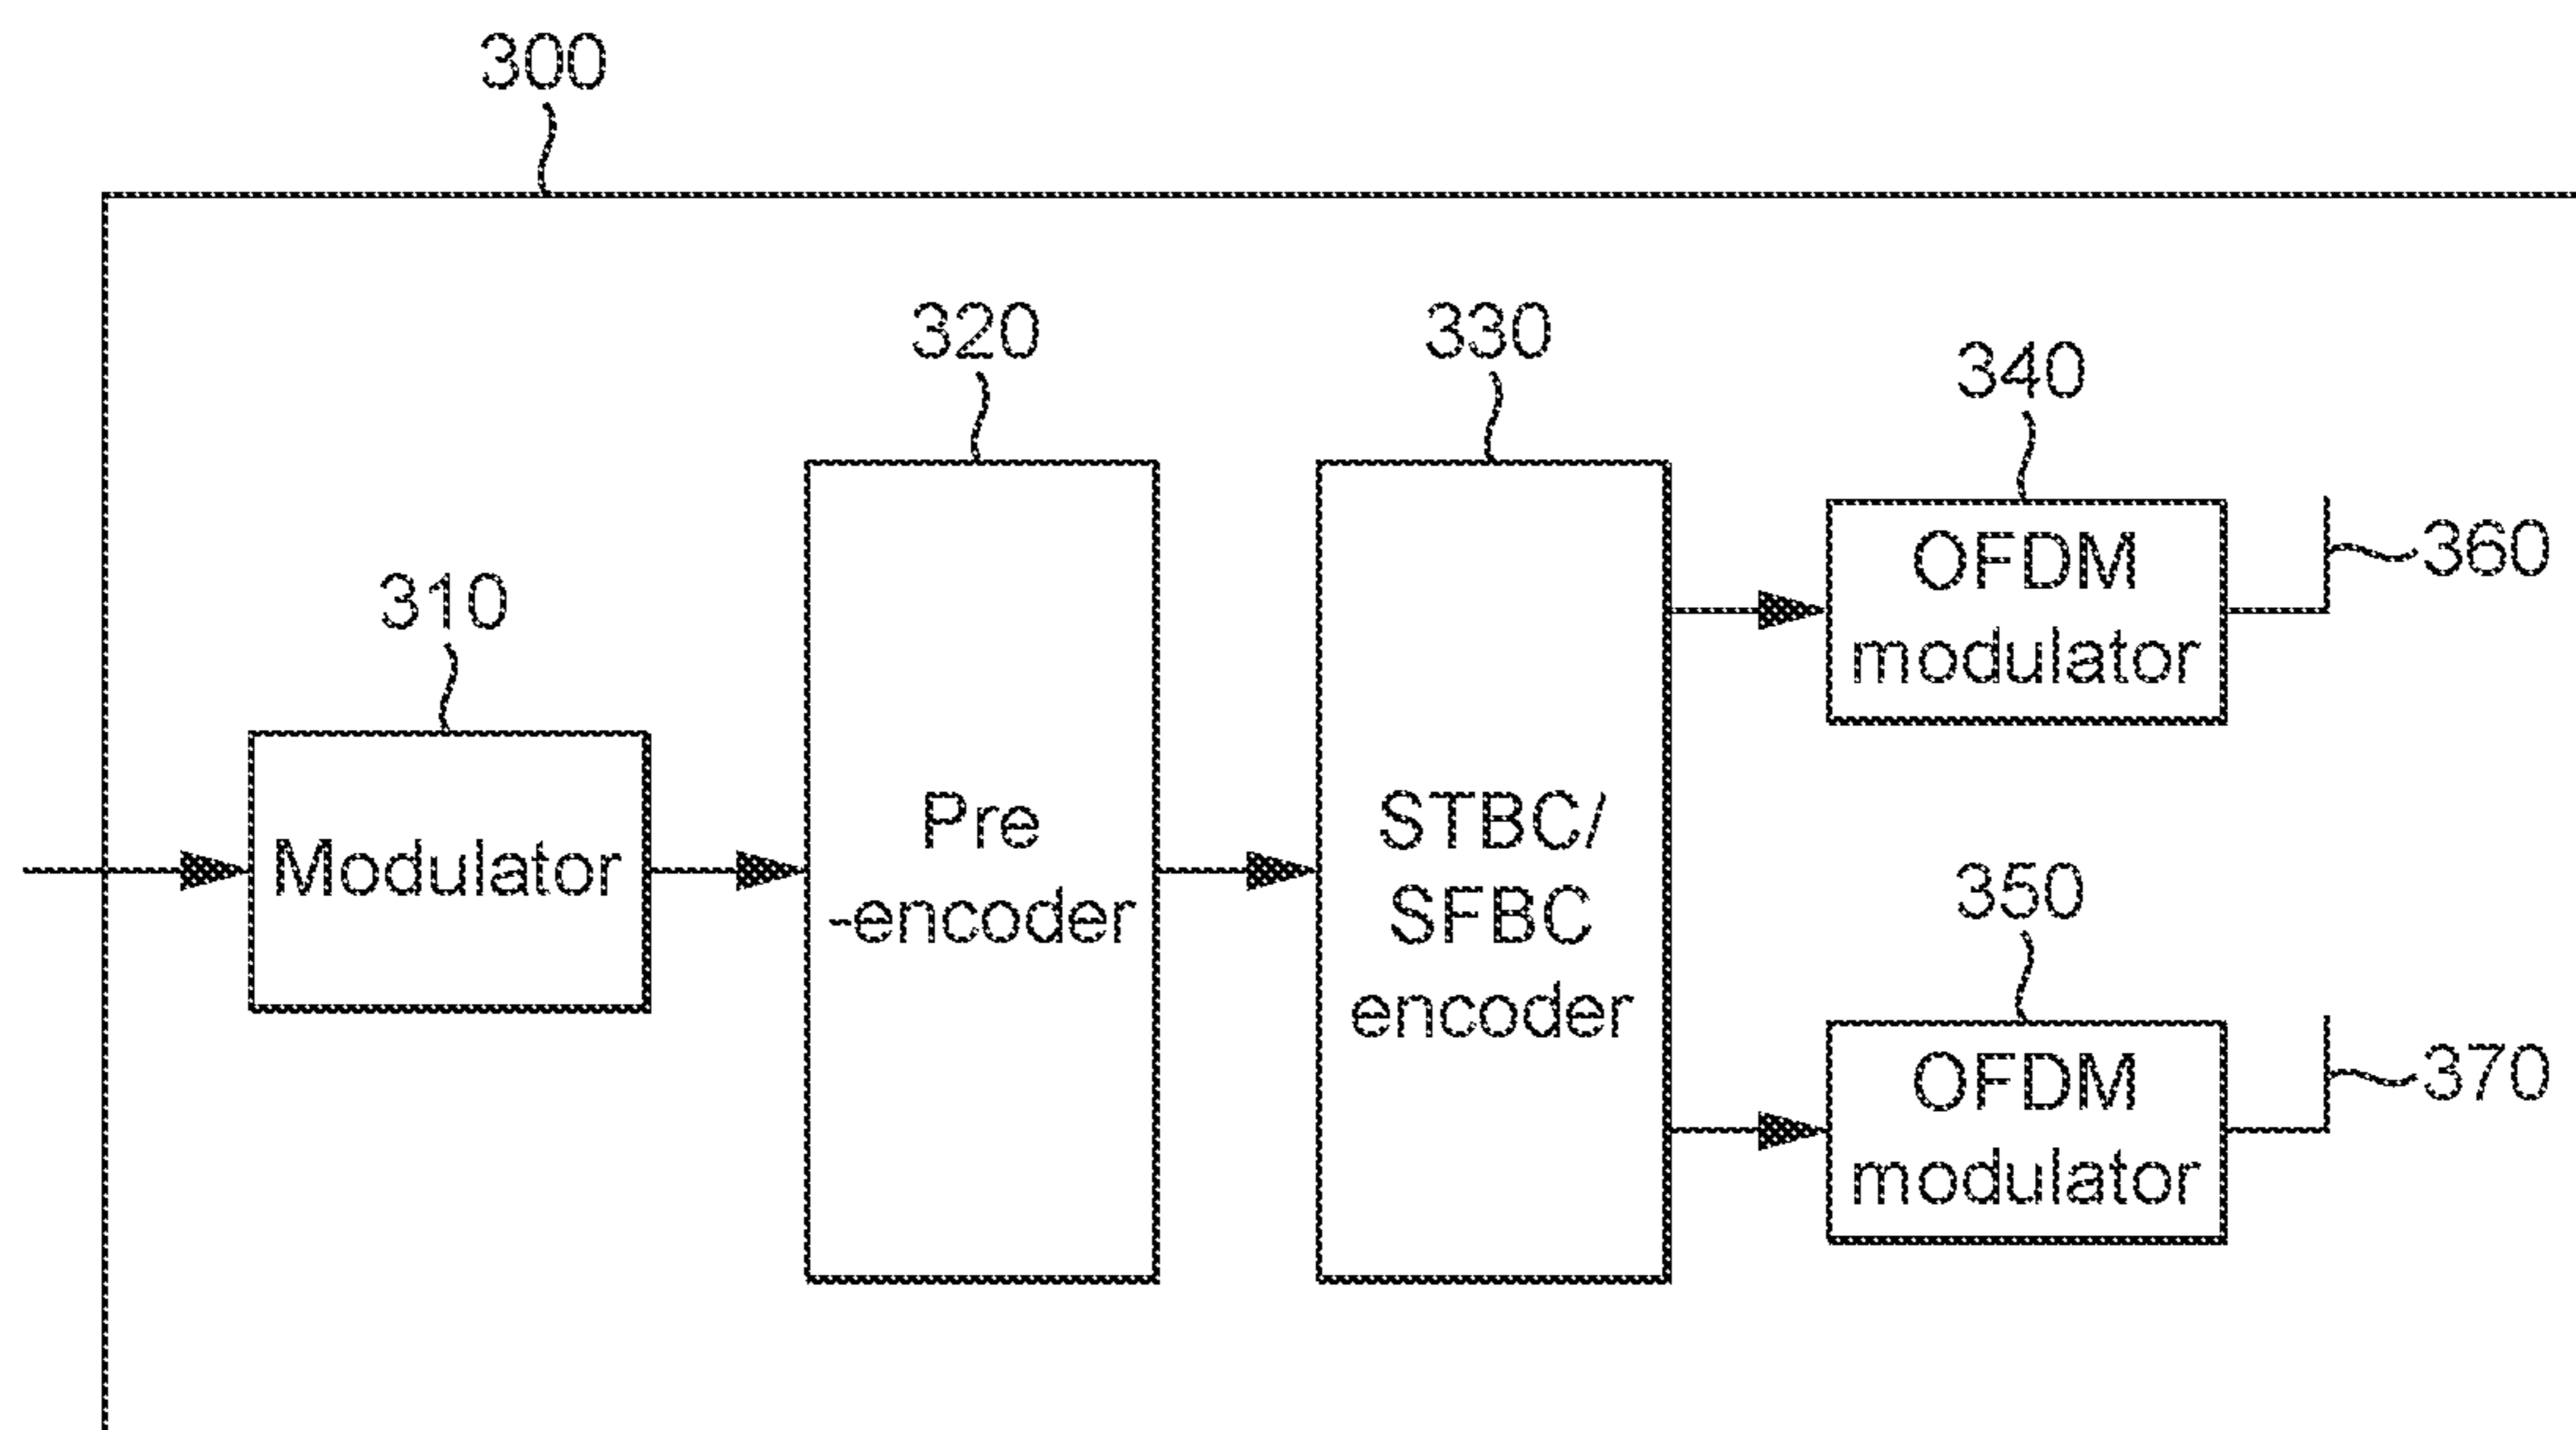 300
320
330
340
310
360
OFDM
modulator
Pre
-encoder
STBC/
SFBC
encoder
Modulator
350
370
OFDM
modulator